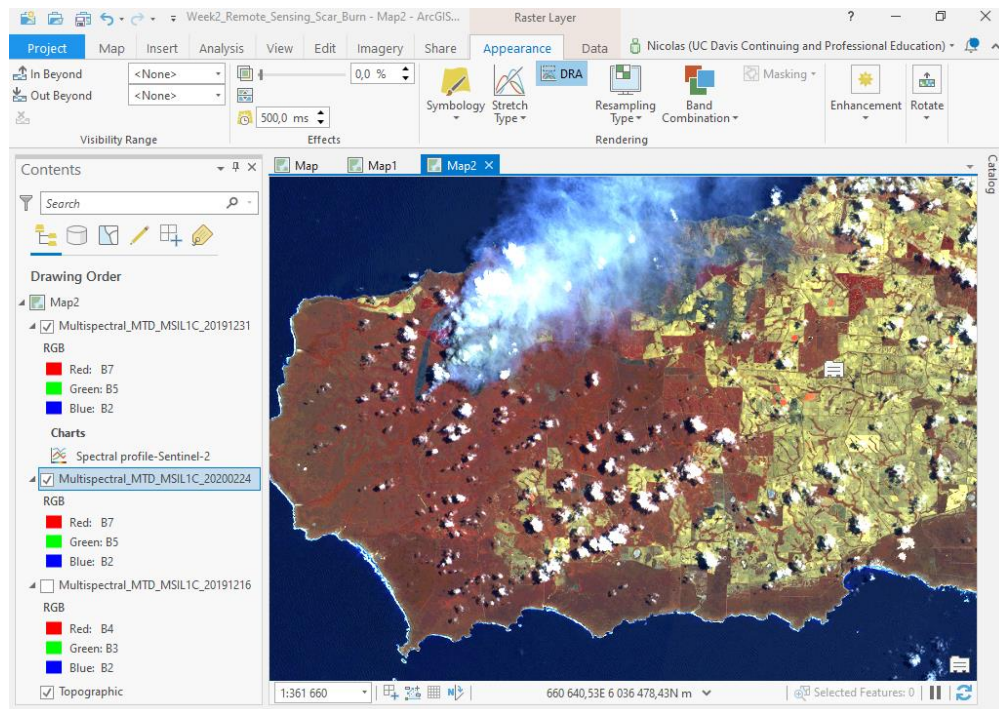 Week2_Remote_Sensing_Scar_Burn - Map2 - ArcGIS...
Raster Layer
?
Project Map Insert Analysis View Edit Imagery Share Appearance Data Nicolas (UC Davis Continuing and Professional Education)
In Beyond <None> 0,0 % DRA Masking
Out Beyond <None>
Symbology Stretch Type Resampling Type Band Combination Enhancement Rotate
500,0 ms
Visibility Range Effects Rendering
Contents
Map Map1 Map2
Catalog
Search
Drawing Order
Map2
Multispectral_MTD_MSIL1C_20191231
RGB
Red: B7
Green: B5
Blue: B2
Charts
Spectral profile-Sentinel-2
Multispectral_MTD_MSIL1C_20200224
RGB
Red: B7
Green: B5
Blue: B2
Multispectral_MTD_MSIL1C_20191216
RGB
Red: B4
Green: B3
Blue: B2
Topographic
1:361 660 N 660 640,53E 6 036 478,43N m Selected Features: 0